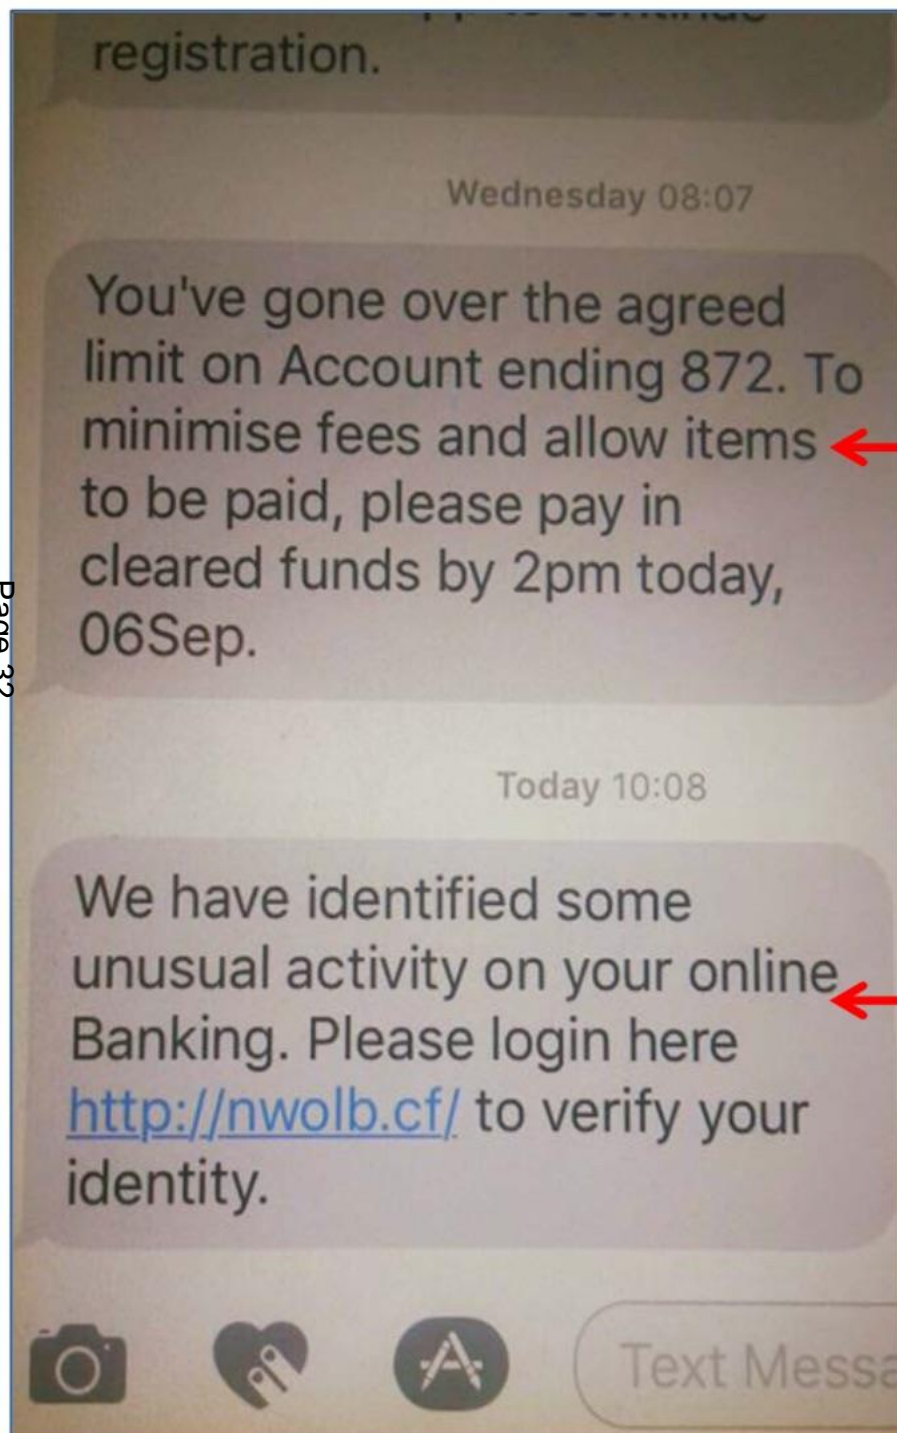 registration.
Wednesday 08:07
You've gone over the agreed
limit on Account ending 872. To
minimise fees and allow items
to be paid, please pay in
cleared funds by 2pm today,
06Sep.
Page 32
Today 10:08
We have identified some
unusual activity on your online
Banking. Please login here
http://nwolb.cf/ to verify your
identity.
Text